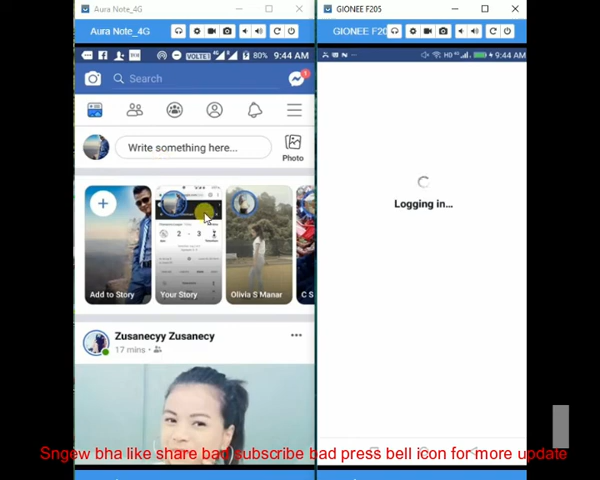 Aura Note_4G
GIONEE F205
Aura Note_4G
GIONEE F20
VOLTE1 80% 9:44 AM
HD 9:44 AM
Search
Write something here...
Photo
Logging in...
Add to Story
Your Story
Olivia S Manar
C S
Zusanecyy Zusanecy
17 mins
Sngew bha like share bad subscribe bad press bell icon for more update